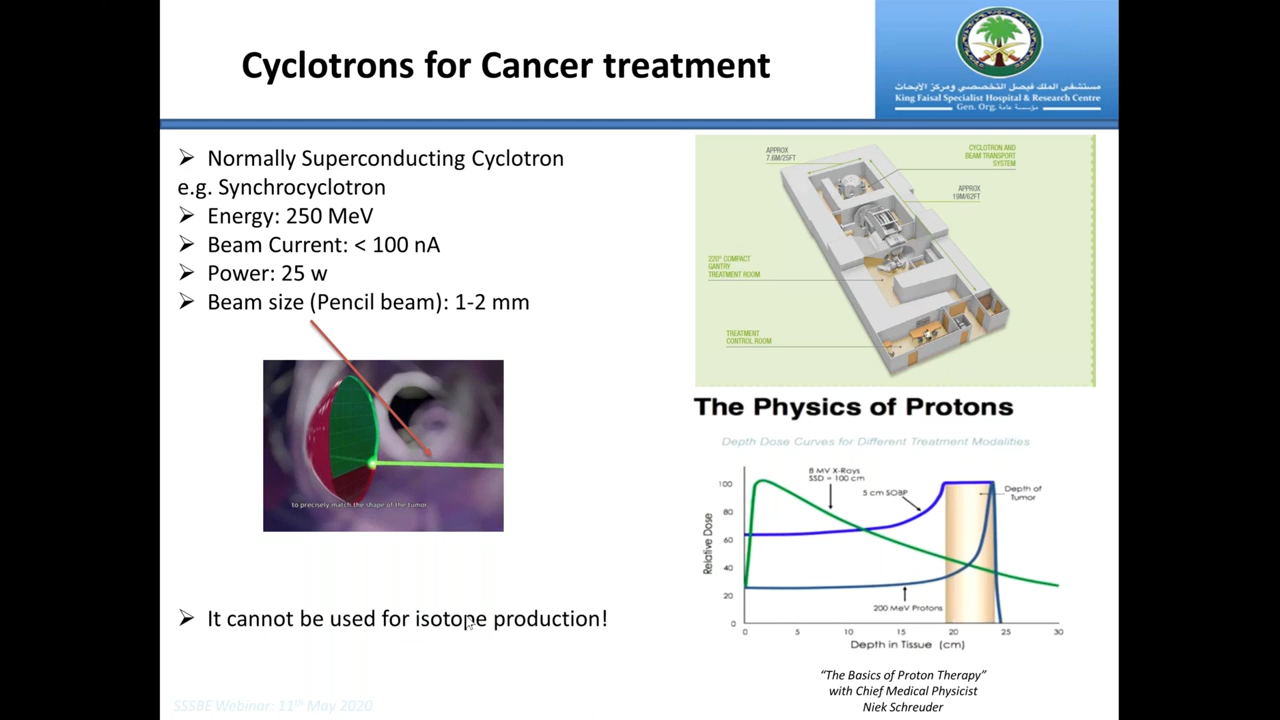 Cyclotrons for Cancer treatment
مستشفى الملك فيصل التخصصي ومركز الأبحاث
King Faisal Specialist Hospital & Research Centre
Gen. Org. مؤسسة عامة
➢ Normally Superconducting Cyclotron
e.g. Synchrocyclotron
➢ Energy: 250 MeV
➢ Beam Current: < 100 nA
➢ Power: 25 w
➢ Beam size (Pencil beam): 1-2 mm
to precisely match the shape of the tumor
➢ It cannot be used for isotope production!
SSSBE Webinar: 11th May 2020
APPROX
7.6M/25FT
CYCLOTRON AND
BEAM TRANSPORT
SYSTEM
APPROX
19M/62FT
220° COMPACT
GANTRY
TREATMENT ROOM
TREATMENT
CONTROL ROOM
The Physics of Protons
Depth Dose Curves for Different Treatment Modalities
8 MV X-Rays
SSD = 100 cm
5 cm SOBP
Depth of
Tumor
100
80
60
40
20
0
Relative Dose
200 MeV Protons
0 5 10 15 20 25 30
Depth in Tissue (cm)
“The Basics of Proton Therapy”
with Chief Medical Physicist
Niek Schreuder